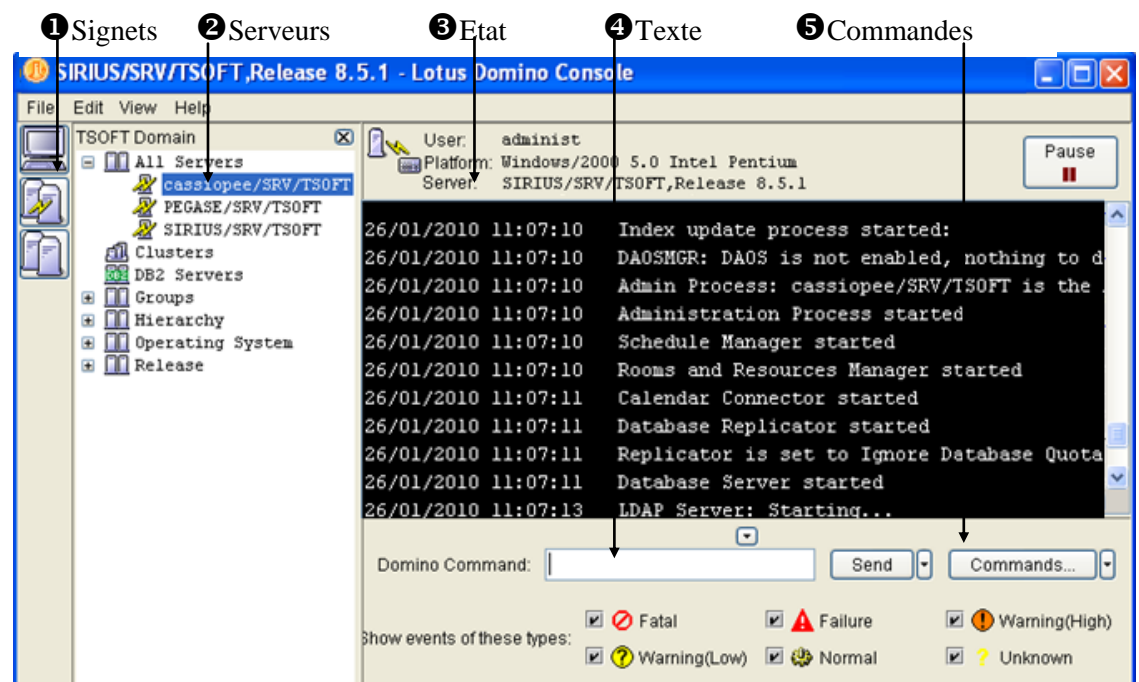 ❶Signets ❷Serveurs ❸Etat ❹Texte ❺Commandes
SIRIUS/SRV/TSOFT,Release 8.5.1 - Lotus Domino Console
File Edit View Help
TSOFT Domain
All Servers
cassiopee/SRV/TSOFT
PEGASE/SRV/TSOFT
SIRIUS/SRV/TSOFT
Clusters
DB2 Servers
Groups
Hierarchy
Operating System
Release
User: administ
Platform: Windows/2000 5.0 Intel Pentium
Server: SIRIUS/SRV/TSOFT,Release 8.5.1
Pause
26/01/2010 11:07:10 Index update process started:
26/01/2010 11:07:10 DAOSMGR: DAOS is not enabled, nothing to d
26/01/2010 11:07:10 Admin Process: cassiopee/SRV/TSOFT is the
26/01/2010 11:07:10 Administration Process started
26/01/2010 11:07:10 Schedule Manager started
26/01/2010 11:07:10 Rooms and Resources Manager started
26/01/2010 11:07:11 Calendar Connector started
26/01/2010 11:07:11 Database Replicator started
26/01/2010 11:07:11 Replicator is set to Ignore Database Quota
26/01/2010 11:07:11 Database Server started
26/01/2010 11:07:13 LDAP Server: Starting...
Domino Command: Send Commands...
Show events of these types:
Fatal Failure Warning(High)
Warning(Low) Normal Unknown